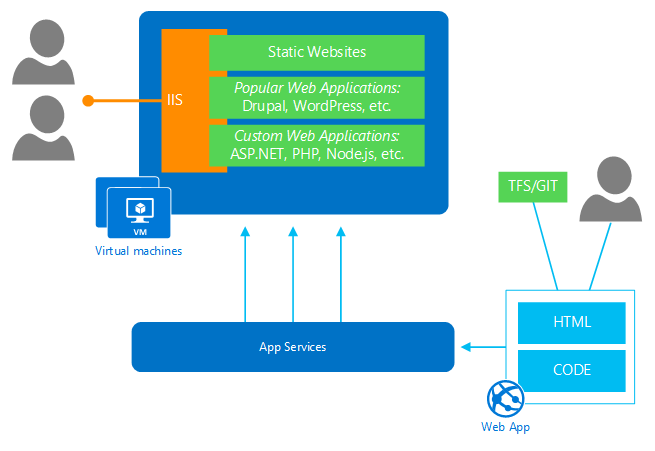 Static Websites
IIS
Popular Web Applications:
Drupal, WordPress, etc.
Custom Web Applications:
ASP.NET, PHP, Node.js, etc.
VM
Virtual machines
TFS/GIT
HTML
CODE
App Services
Web App